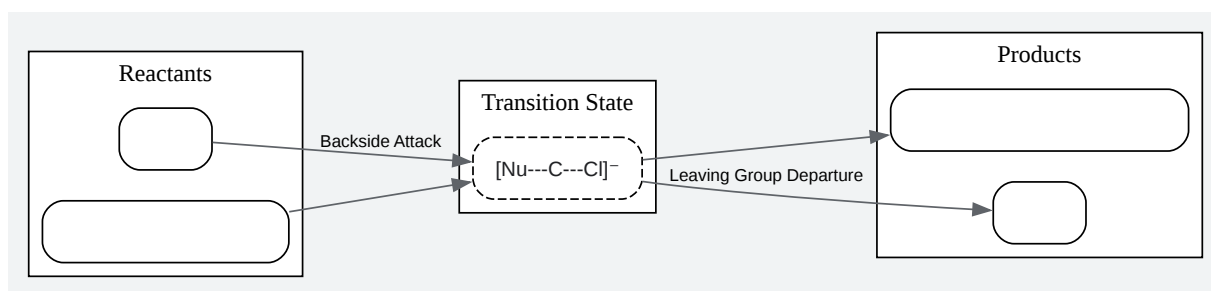 Reactants
Backside Attack
Transition State
[Nu---C---Cl]⁻
Leaving Group Departure
Products